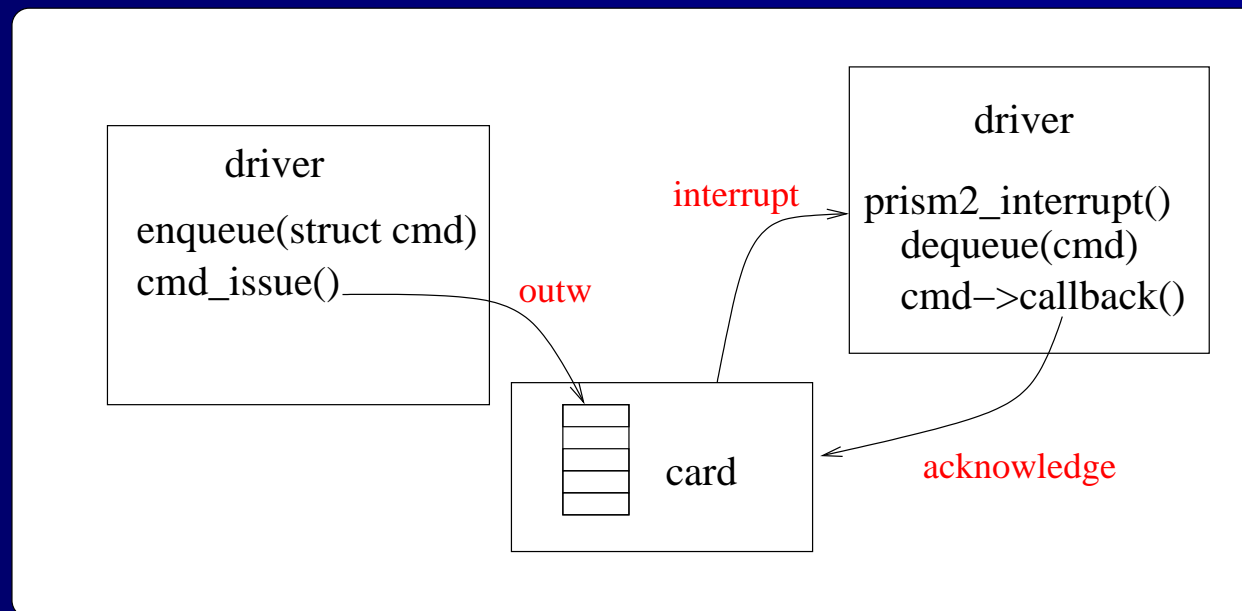 driver
enqueue(struct cmd)
cmd_issue()
outw
card
interrupt
driver
prism2_interrupt()
dequeue(cmd)
cmd−>callback()
acknowledge